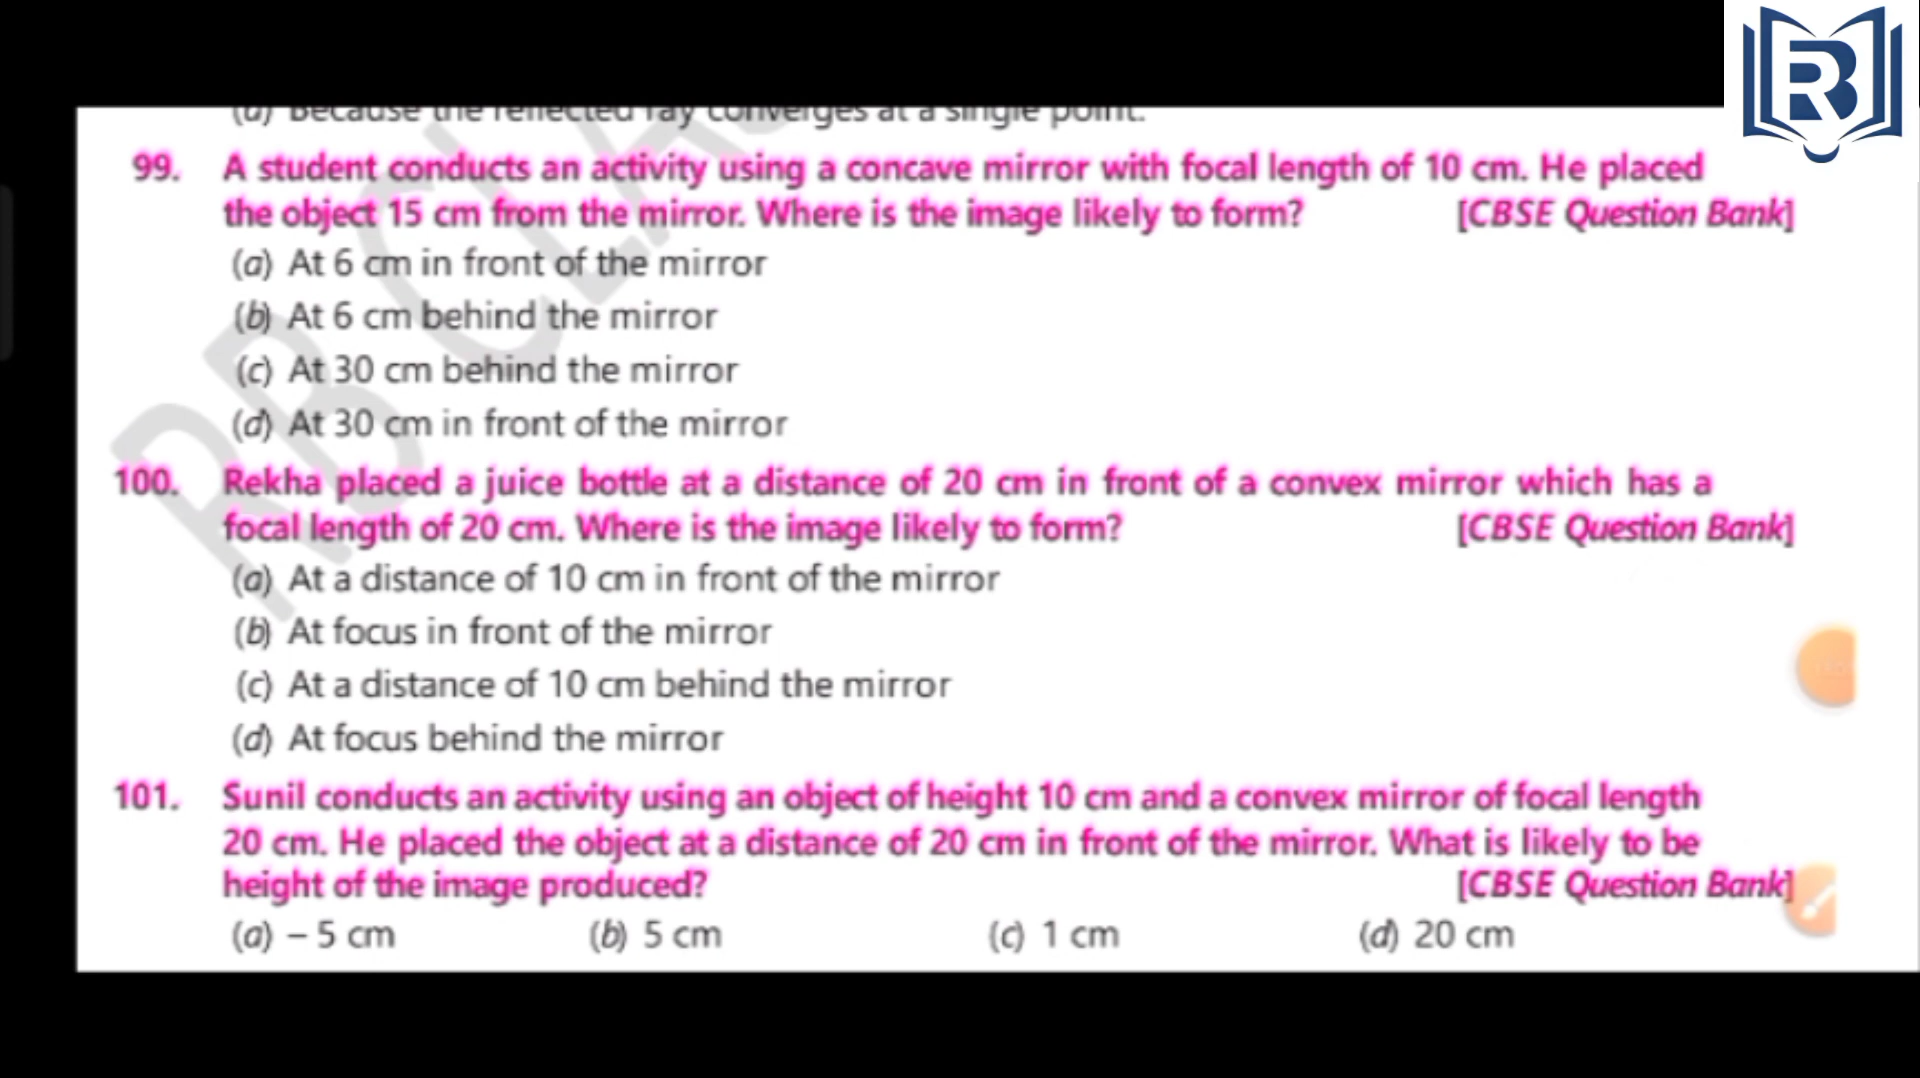 (d) Because the reflected ray converges at a single point.
99. A student conducts an activity using a concave mirror with focal length of 10 cm. He placed
the object 15 cm from the mirror. Where is the image likely to form? [CBSE Question Bank]
(a) At 6 cm in front of the mirror
(b) At 6 cm behind the mirror
(c) At 30 cm behind the mirror
(d) At 30 cm in front of the mirror
100. Rekha placed a juice bottle at a distance of 20 cm in front of a convex mirror which has a
focal length of 20 cm. Where is the image likely to form? [CBSE Question Bank]
(a) At a distance of 10 cm in front of the mirror
(b) At focus in front of the mirror
(c) At a distance of 10 cm behind the mirror
(d) At focus behind the mirror
101. Sunil conducts an activity using an object of height 10 cm and a convex mirror of focal length
20 cm. He placed the object at a distance of 20 cm in front of the mirror. What is likely to be
height of the image produced? [CBSE Question Bank]
(a) – 5 cm (b) 5 cm (c) 1 cm (d) 20 cm